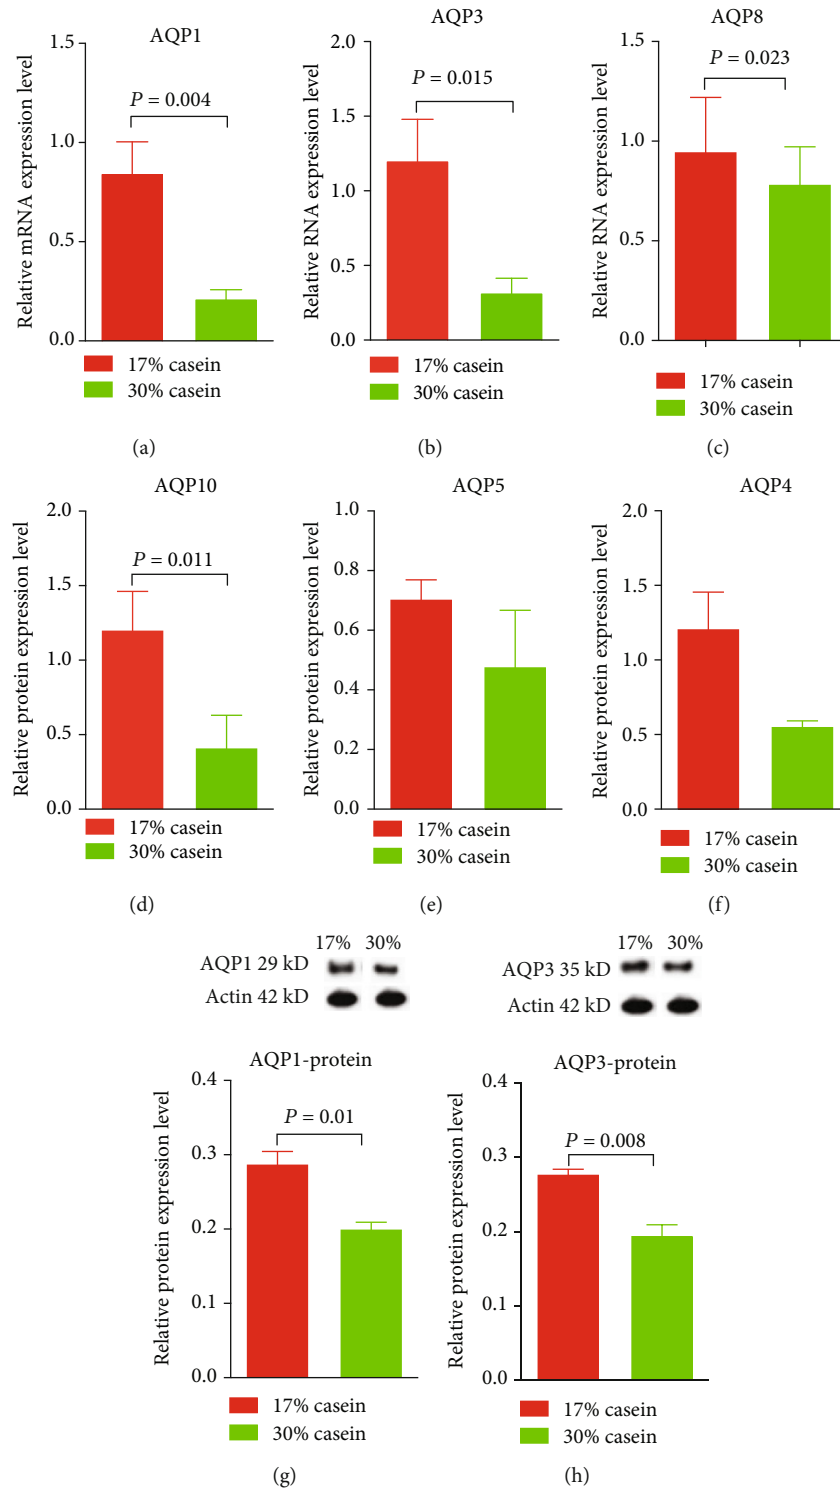 AQP1
Relative mRNA expression level
1.5
1.0
0.5
0.0
P = 0.004
17% casein
30% casein
(a)
AQP3
Relative RNA expression level
2.0
1.5
1.0
0.5
0.0
P = 0.015
17% casein
30% casein
(b)
AQP8
Relative RNA expression level
1.5
1.0
0.5
0.0
P = 0.023
17% casein
30% casein
(c)
AQP10
Relative protein expression level
2.0
1.5
1.0
0.5
0.0
P = 0.011
17% casein
30% casein
(d)
AQP5
Relative protein expression level
1.0
0.8
0.6
0.4
0.2
0.0
17% casein
30% casein
(e)
AQP4
Relative protein expression level
2.0
1.5
1.0
0.5
0.0
17% casein
30% casein
(f)
17% 30%
AQP1 29 kD
Actin 42 kD
AQP1-protein
Relative protein expression level
0.4
0.3
0.2
0.1
0.0
P = 0.01
17% casein
30% casein
(g)
17% 30%
AQP3 35 kD
Actin 42 kD
AQP3-protein
Relative protein expression level
0.4
0.3
0.2
0.1
0.0
P = 0.008
17% casein
30% casein
(h)